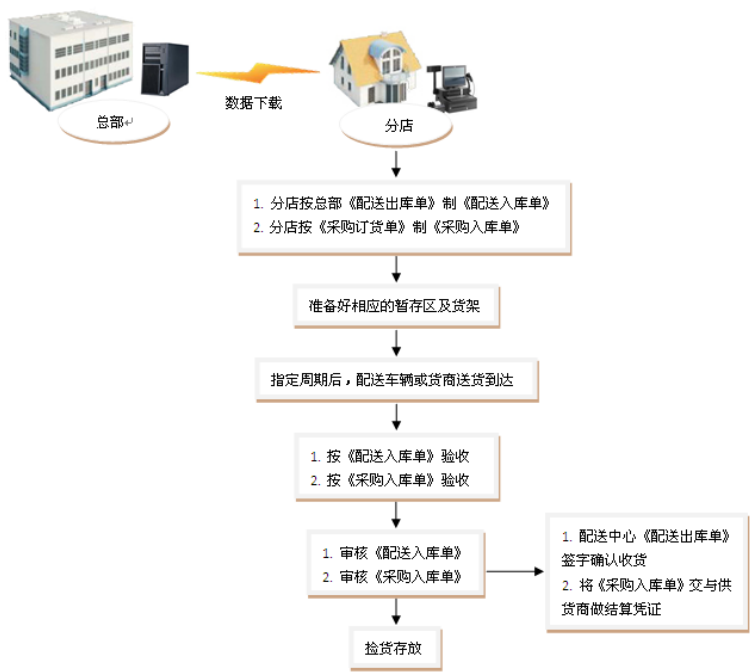 总部
数据下载
分店
1. 分店按总部《配送出库单》制《配送入库单》
2. 分店按《采购订货单》制《采购入库单》
准备好相应的暂存区及货架
指定周期后，配送车辆或货商送货到达
1. 按《配送入库单》验收
2. 按《采购入库单》验收
1. 审核《配送入库单》
2. 审核《采购入库单》
1. 配送中心《配送出库单》
签字确认收货
2. 将《采购入库单》交与供
货商做结算凭证
捡货存放